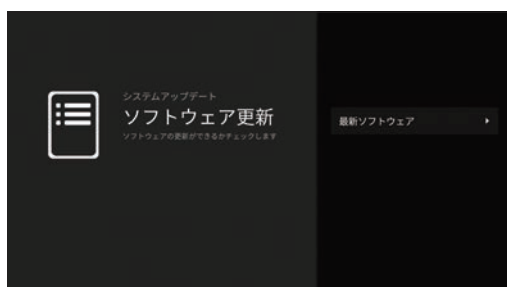 システムアップデート
ソフトウェア更新
ソフトウェアの更新ができるかチェックします
最新ソフトウェア